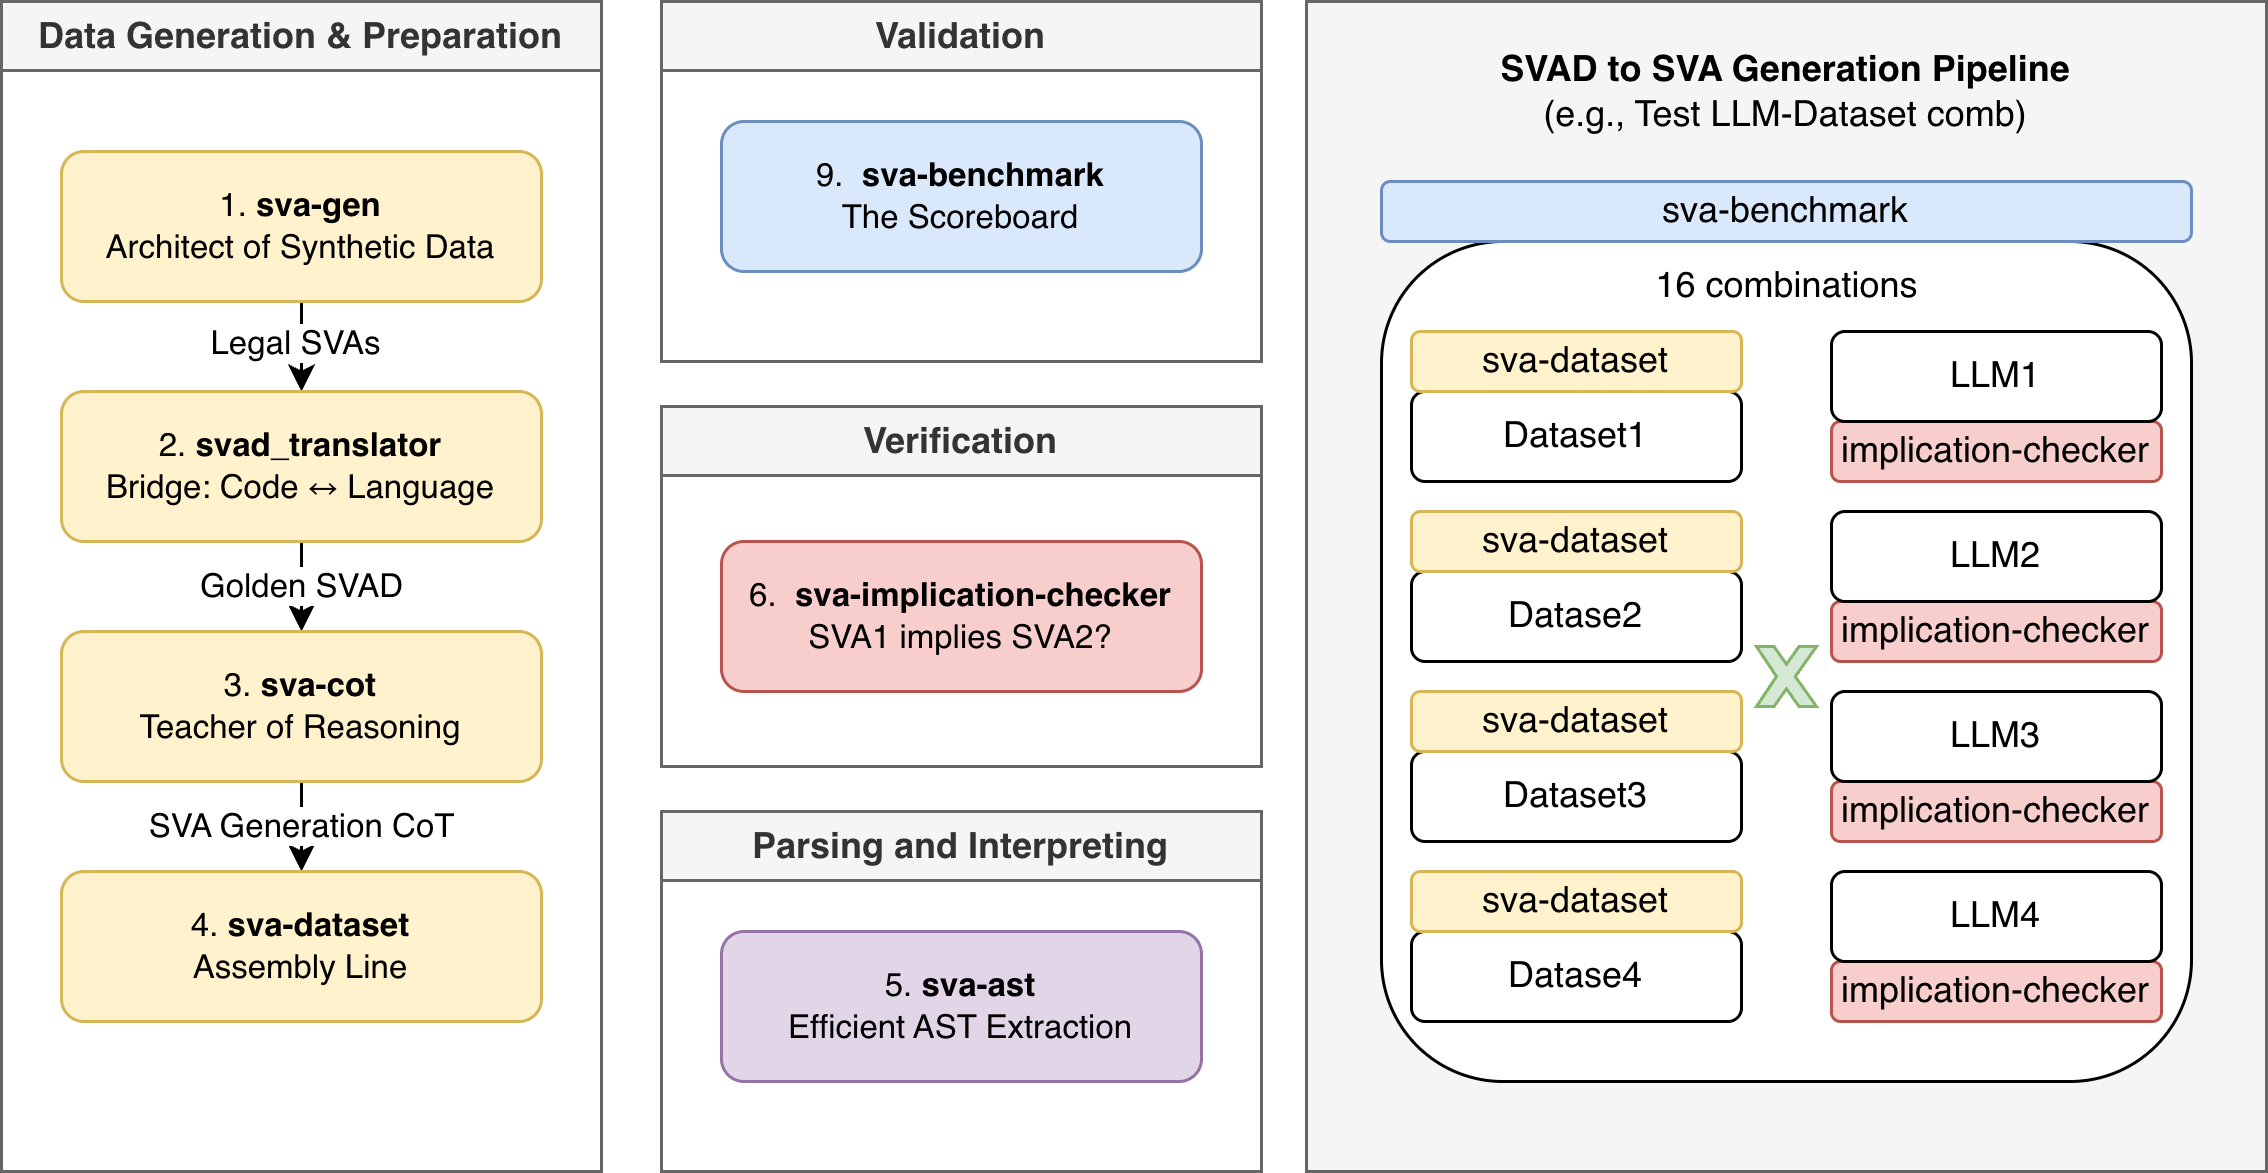 Data Generation & Preparation
1. sva-gen
Architect of Synthetic Data
Legal SVAs
2. svad_translator
Bridge: Code ↔ Language
Golden SVAD
3. sva-cot
Teacher of Reasoning
SVA Generation CoT
4. sva-dataset
Assembly Line
Validation
9. sva-benchmark
The Scoreboard
Verification
6. sva-implication-checker
SVA1 implies SVA2?
Parsing and Interpreting
5. sva-ast
Efficient AST Extraction
SVAD to SVA Generation Pipeline
(e.g., Test LLM-Dataset comb)
sva-benchmark
16 combinations
sva-dataset
Dataset1
sva-dataset
Datase2
sva-dataset
Dataset3
sva-dataset
Datase4
X
LLM1
implication-checker
LLM2
implication-checker
LLM3
implication-checker
LLM4
implication-checker